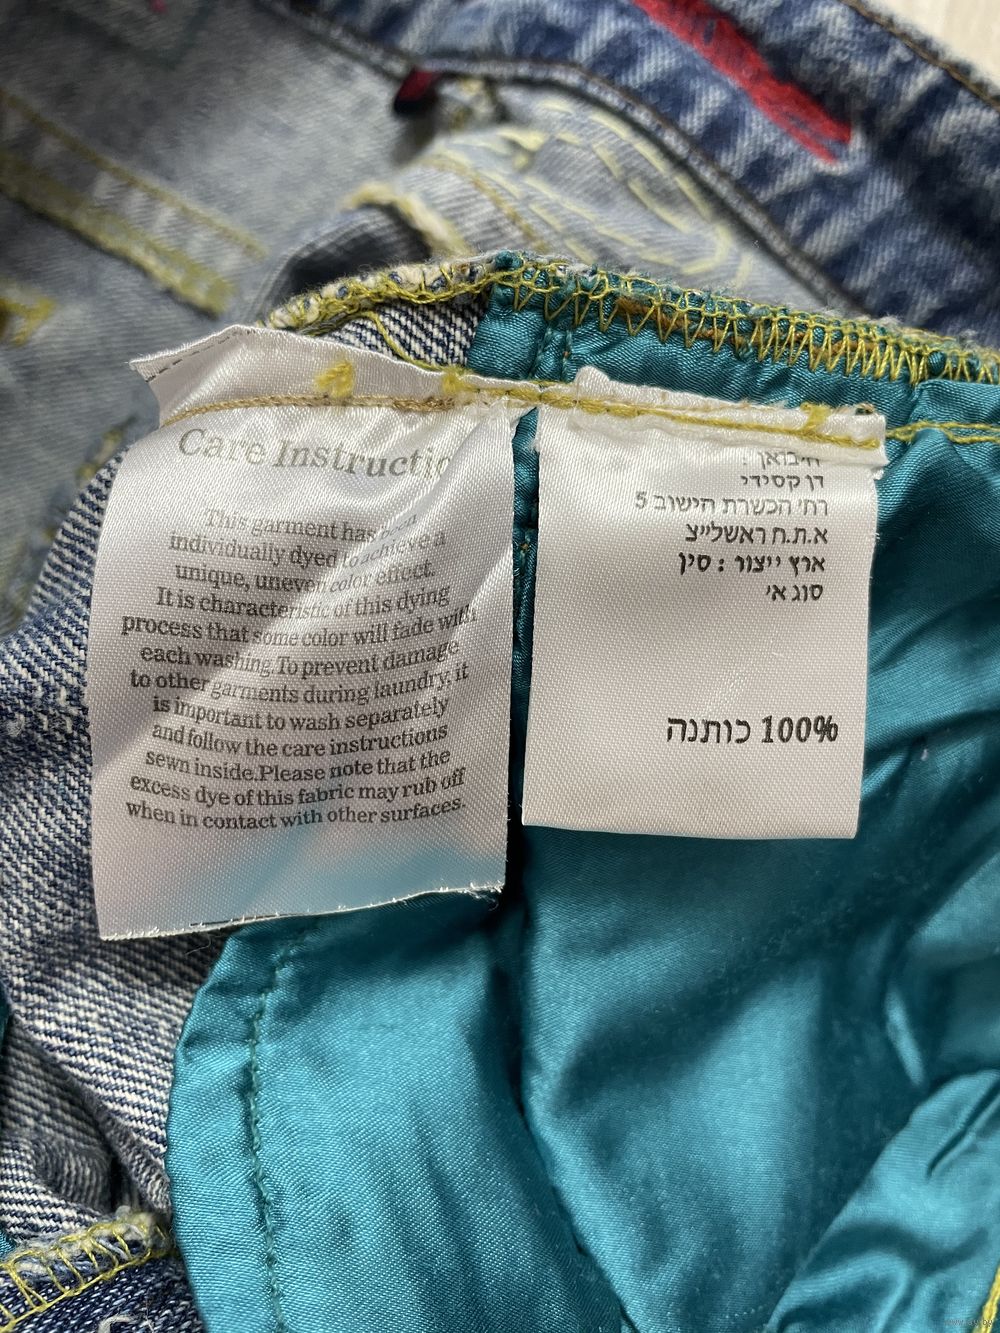 Care Instructio
This garment has been
individually dyed to achieve a
unique, uneven color effect.
It is characteristic of this dying
process that some color will fade with
each washing.To prevent damage
to other garments during laundry, it
is important to wash separately
and follow the care instructions
sewn inside.Please note that the
excess dye of this fabric may rub off
when in contact with other surfaces.
דן קסידי
רח׳ הכשרת הישוב 5
א.ת.ח ראשלייצ
ארץ ייצור : סין
סוג א׳
100% כותנה